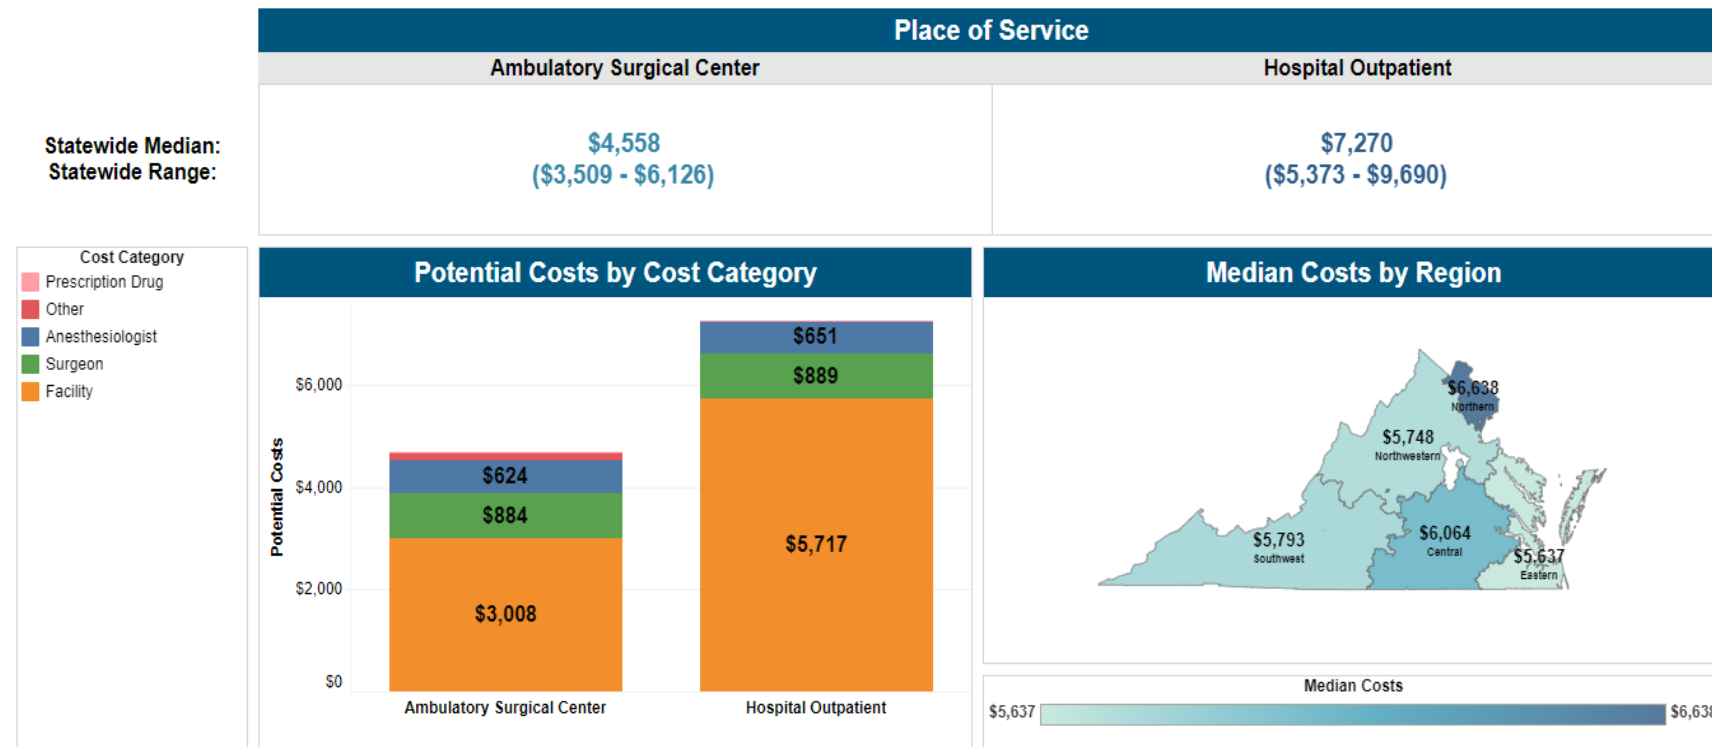 Place of Service
Ambulatory Surgical Center
Hospital Outpatient
Statewide Median:
Statewide Range:
$4,558
($3,509 - $6,126)
$7,270
($5,373 - $9,690)
Cost Category
Prescription Drug
Other
Anesthesiologist
Surgeon
Facility
Potential Costs by Cost Category
Potential Costs
$6,000
$4,000
$2,000
$0
$624
$884
$3,008
$651
$889
$5,717
Ambulatory Surgical Center
Hospital Outpatient
Median Costs by Region
$6,638
Northern
$5,748
Northwestern
$5,793
Southwest
$6,064
Central
$5,637
Eastern
Median Costs
$5,637
$6,638